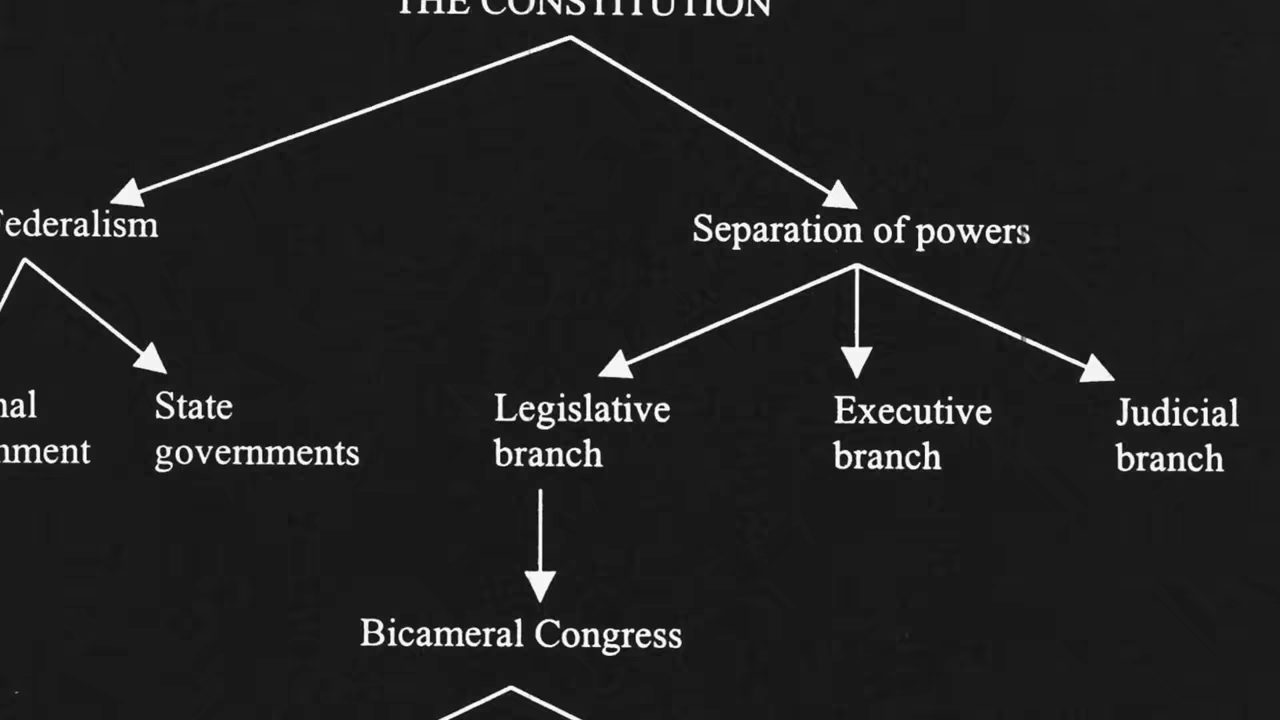 THE CONSTITUTION
Federalism
Separation of powers
nal
nment
State
governments
Legislative
branch
Executive
branch
Judicial
branch
Bicameral Congress